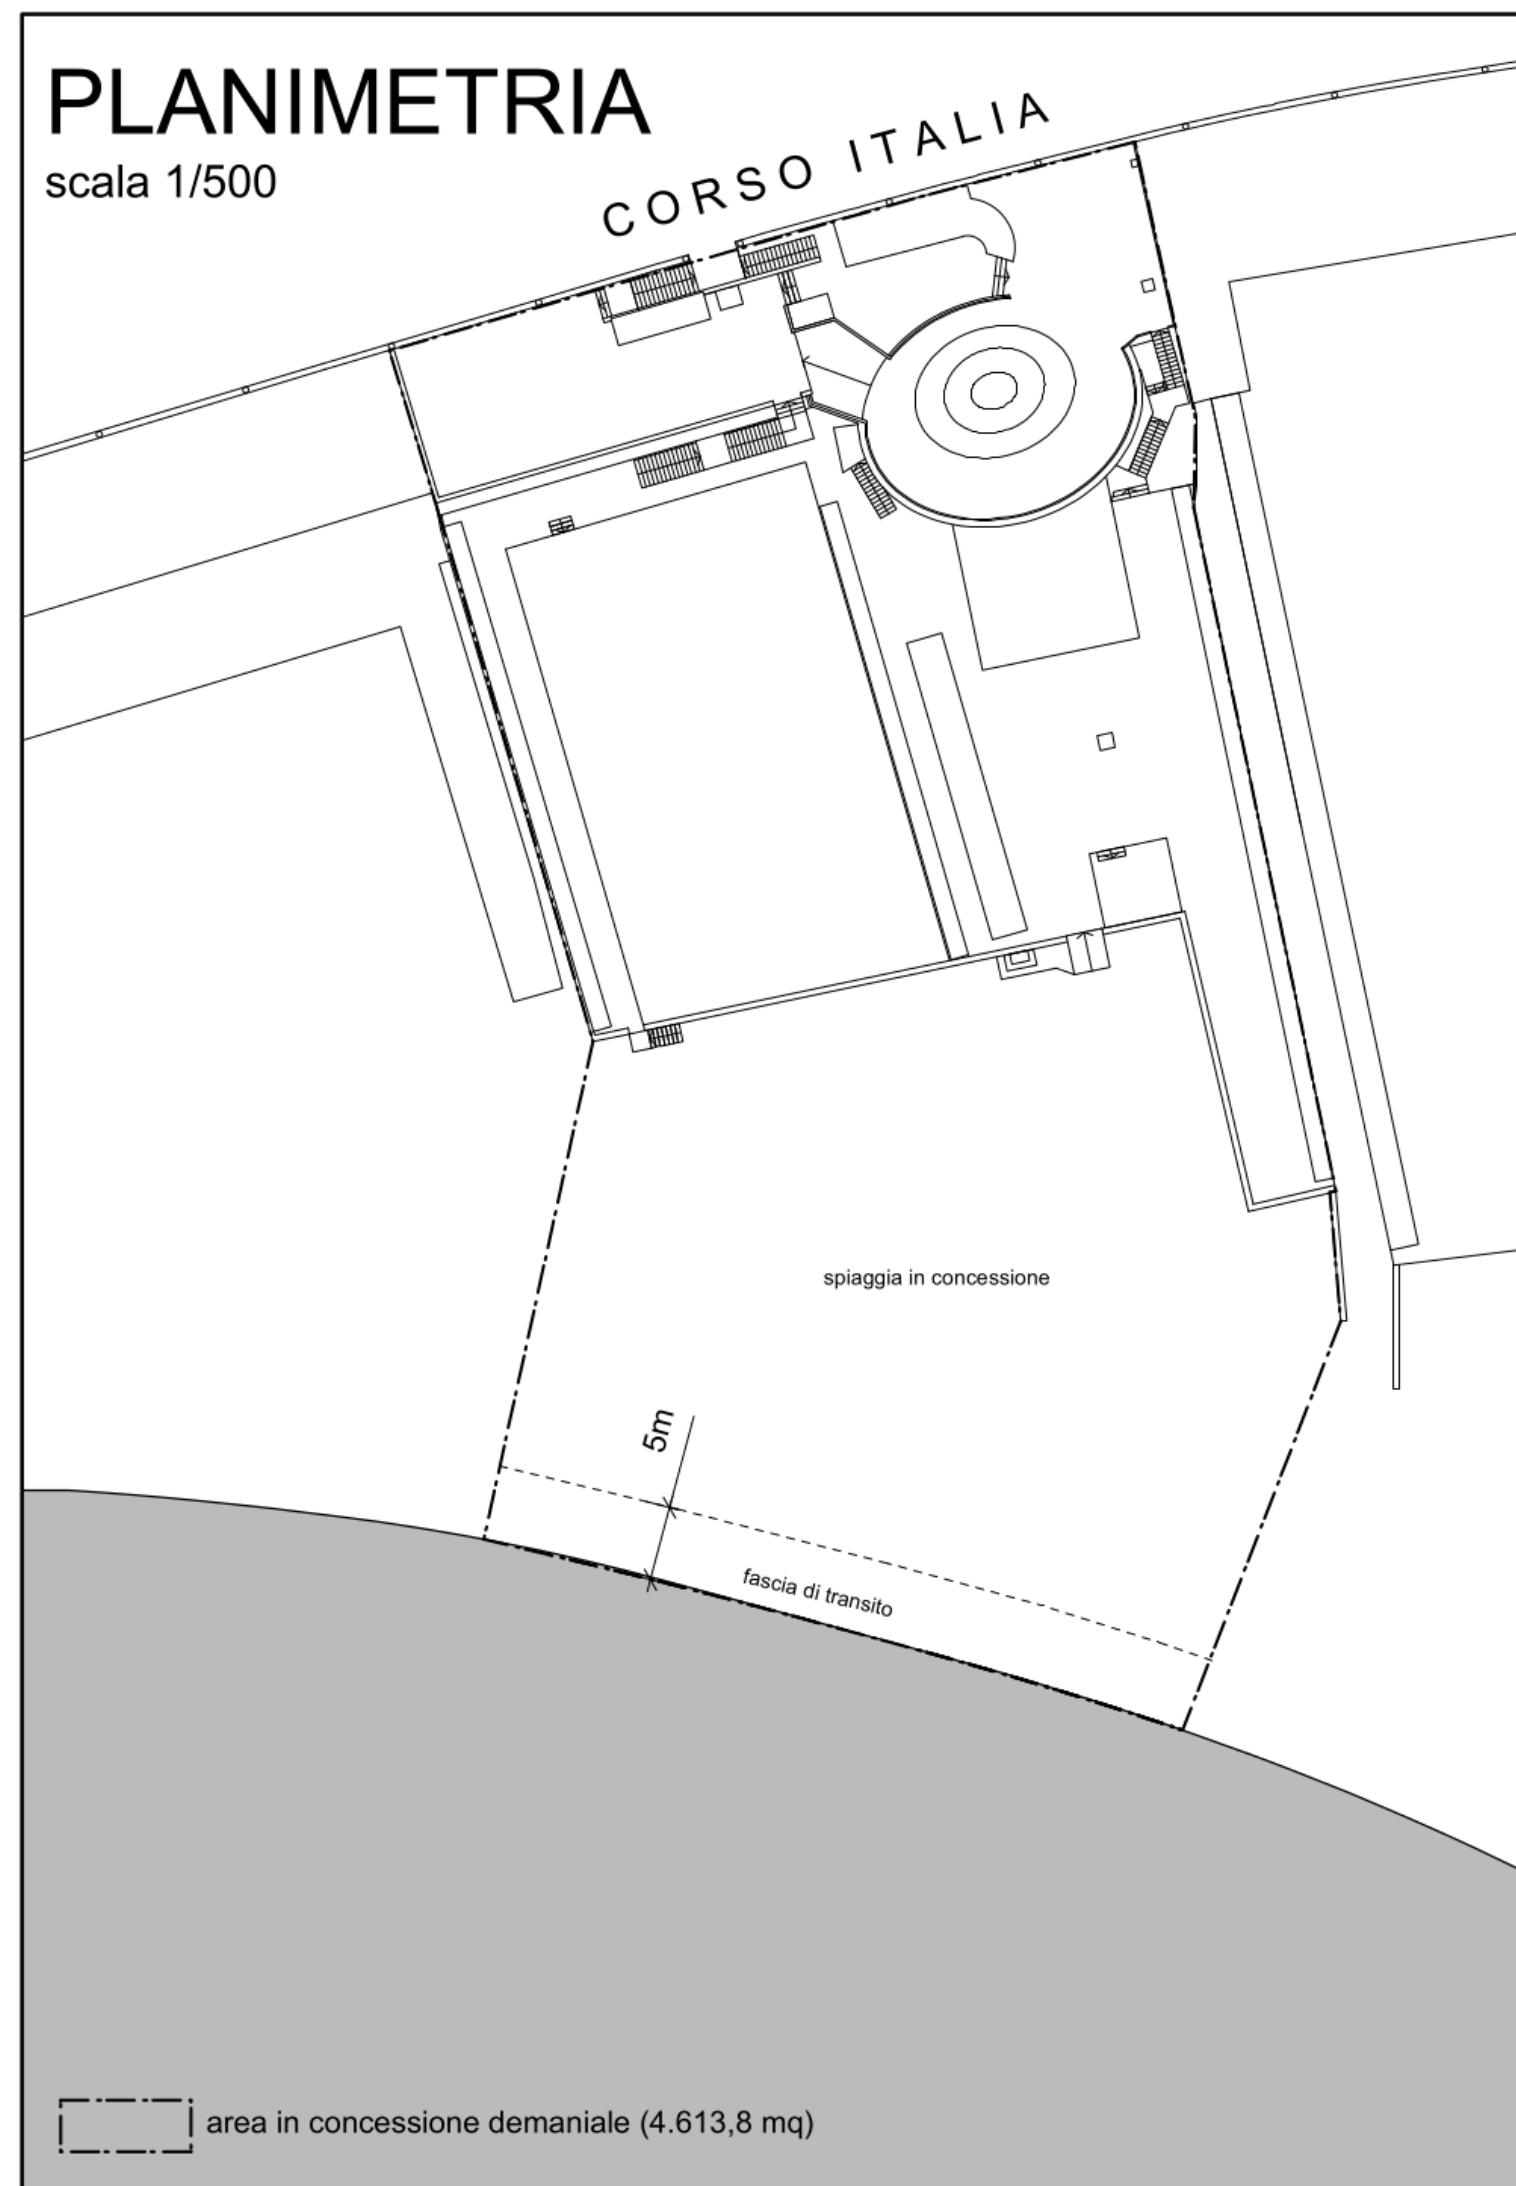 PLANIMETRIA
scala 1/500
CORSO ITALIA
spiaggia in concessione
5m
fascia di transito
area in concessione demaniale (4.613,8 mq)